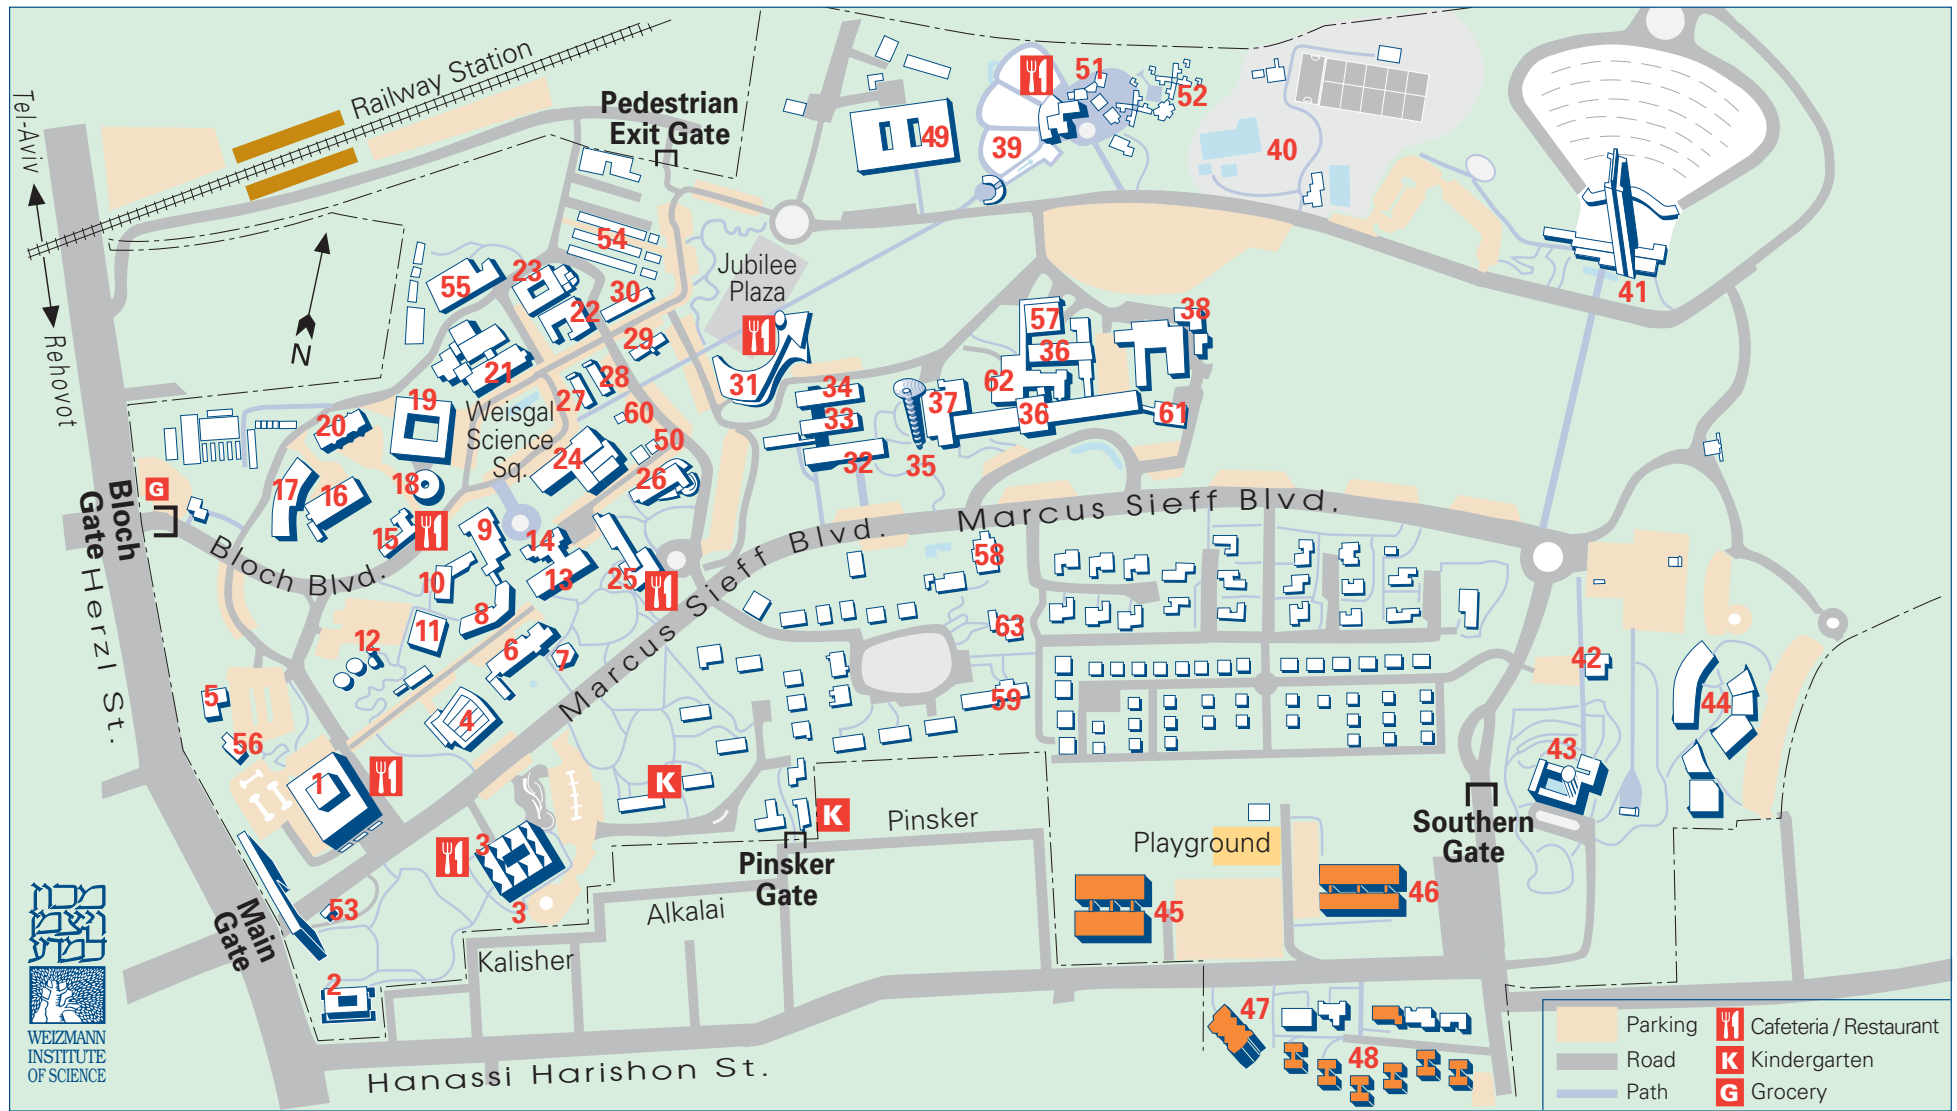 Railway Station
Tel-Aviv
Rehovot
N
Pedestrian
Exit Gate
Jubilee
Plaza
Weisgal
Science
Sq.
Bloch
Gate
Herzl St.
Bloch Blvd.
Marcus Sieff Blvd.
Marcus Sieff Blvd.
Main
Gate
Pinsker
Gate
Pinsker
Alkalai
Kalisher
Playground
Southern
Gate
Hanassi Harishon St.
51
52
49
39
40
41
54
55
23
22
30
29
21
28
27
60
50
24
26
19
20
18
17
16
15
G
31
34
33
32
35
37
57
36
62
36
38
61
9
14
13
25
10
8
11
12
6
7
4
5
56
1
3
3
53
2
58
63
59
K
K
42
43
44
45
46
47
48
מכון
ויצמן
למדע
WEIZMANN
INSTITUTE
OF SCIENCE
Parking
Road
Path
Cafeteria / Restaurant
K Kindergarten
G Grocery